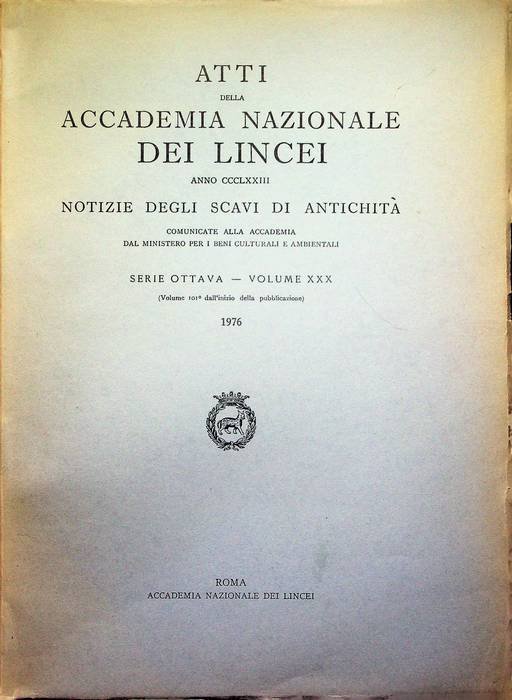 ATTI
DELLA
ACCADEMIA NAZIONALE
DEI LINCEI
ANNO CCCLXXIII
NOTIZIE DEGLI SCAVI DI ANTICHITÀ
COMUNICATE ALLA ACCADEMIA
DAL MINISTERO PER I BENI CULTURALI E AMBIENTALI
SERIE OTTAVA — VOLUME XXX
(Volume 101º dall'inizio della pubblicazione)
1976
ROMA
ACCADEMIA NAZIONALE DEI LINCEI